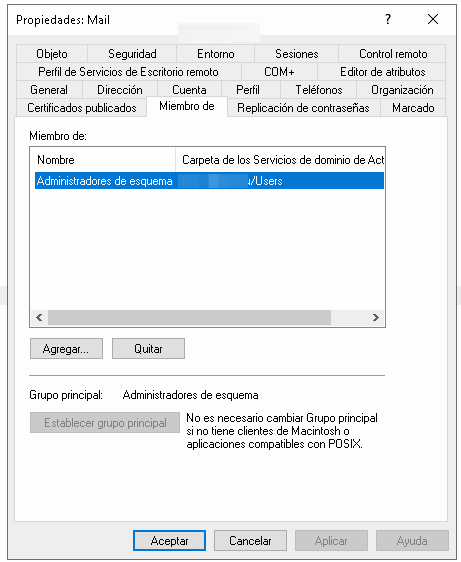 Propiedades: Mail
Objeto Seguridad Entorno Sesiones Control remoto
Perfil de Servicios de Escritorio remoto COM+ Editor de atributos
General Dirección Cuenta Perfil Teléfonos Organización
Certificados publicados Miembro de Replicación de contraseñas Marcado
Miembro de:
Nombre Carpeta de los Servicios de dominio de Act
Administradores de esquema /Users
Agregar... Quitar
Grupo principal: Administradores de esquema
Establecer grupo principal No es necesario cambiar Grupo principal
si no tiene clientes de Macintosh o
aplicaciones compatibles con POSIX.
Aceptar Cancelar Aplicar Ayuda